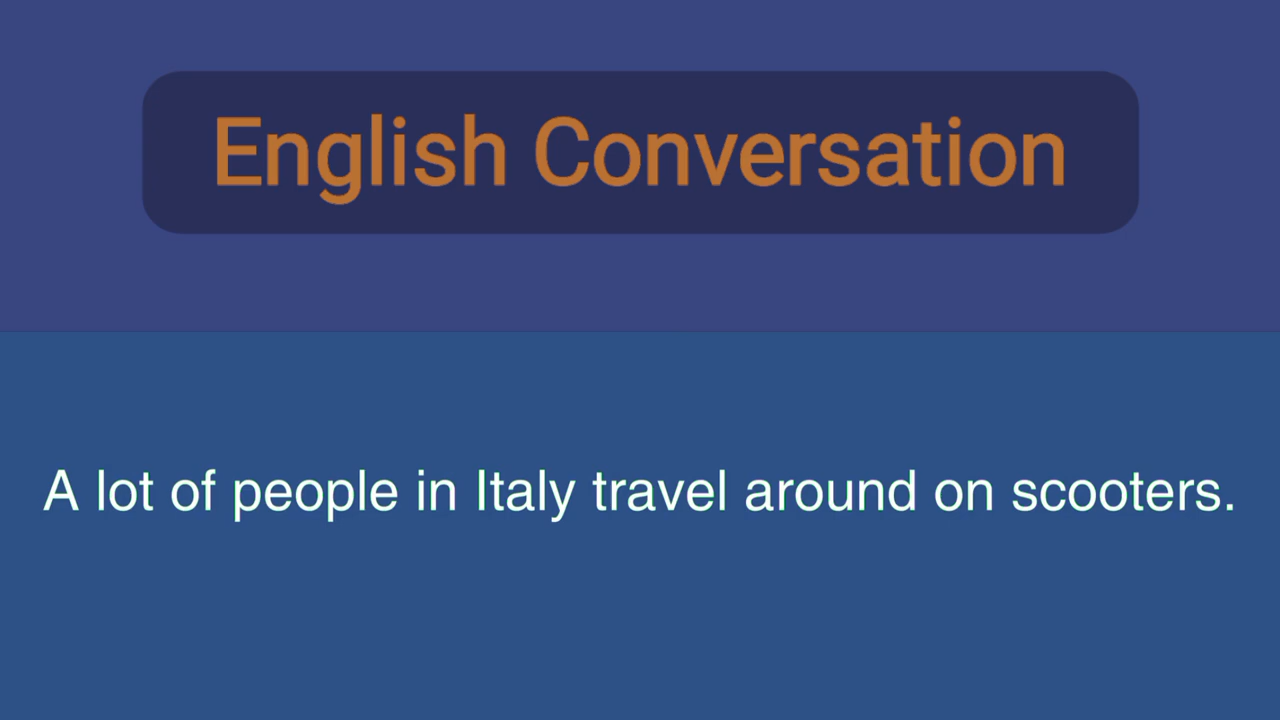 English Conversation
A lot of people in Italy travel around on scooters.